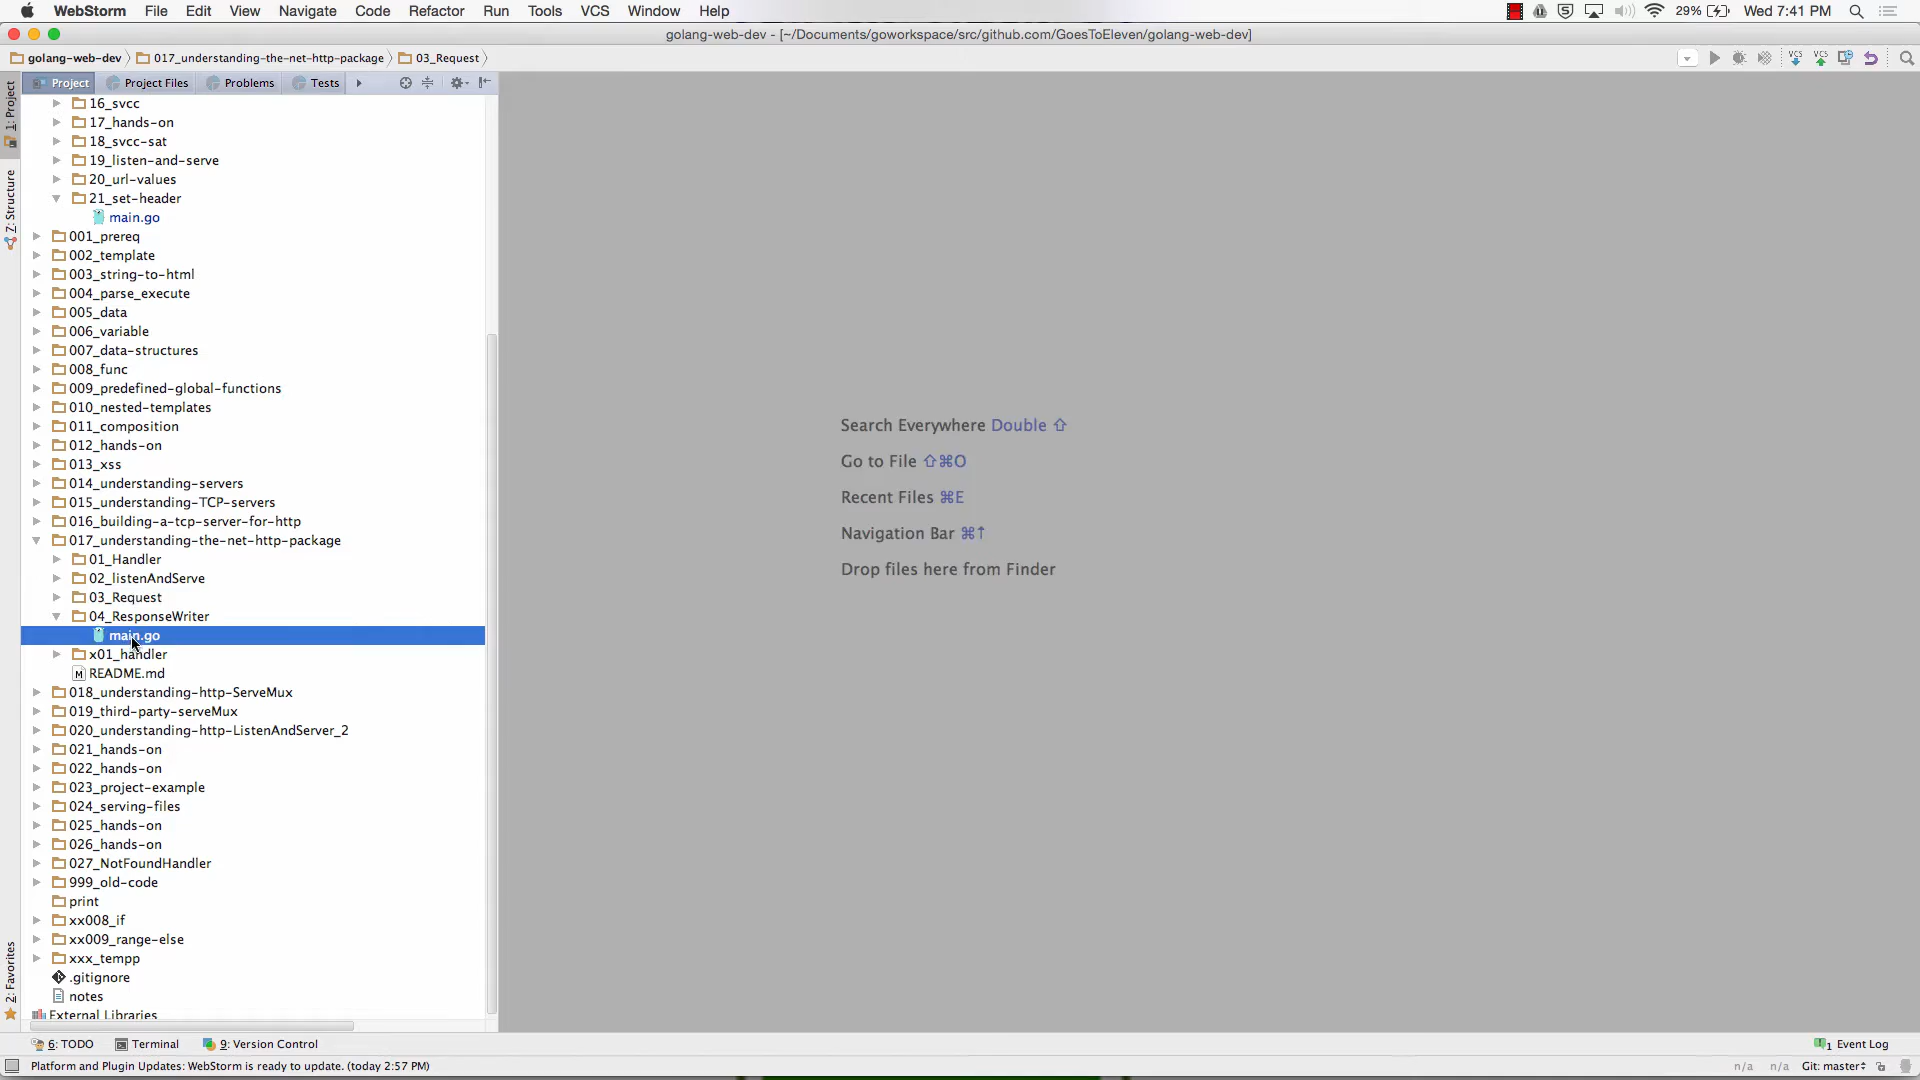 WebStorm File Edit View Navigate Code Refactor Run Tools VCS Window Help 29% Wed 7:41 PM
golang-web-dev - [~/Documents/goworkspace/src/github.com/GoesToEleven/golang-web-dev]
golang-web-dev 017_understanding-the-net-http-package 03_Request
Project Project Files Problems Tests
1: Project
Z: Structure
2: Favorites
16_svcc
17_hands-on
18_svcc-sat
19_listen-and-serve
20_url-values
21_set-header
main.go
001_prereq
002_template
003_string-to-html
004_parse_execute
005_data
006_variable
007_data-structures
008_func
009_predefined-global-functions
010_nested-templates
011_composition
012_hands-on
013_xss
014_understanding-servers
015_understanding-TCP-servers
016_building-a-tcp-server-for-http
017_understanding-the-net-http-package
01_Handler
02_listenAndServe
03_Request
04_ResponseWriter
main.go
x01_handler
README.md
018_understanding-http-ServeMux
019_third-party-serveMux
020_understanding-http-ListenAndServer_2
021_hands-on
022_hands-on
023_project-example
024_serving-files
025_hands-on
026_hands-on
027_NotFoundHandler
999_old-code
print
xx008_if
xx009_range-else
xxx_tempp
.gitignore
notes
External Libraries
Search Everywhere Double ⇧
Go to File ⇧⌘O
Recent Files ⌘E
Navigation Bar ⌘↑
Drop files here from Finder
6: TODO Terminal 9: Version Control 1 Event Log
Platform and Plugin Updates: WebStorm is ready to update. (today 2:57 PM) n/a n/a Git: master